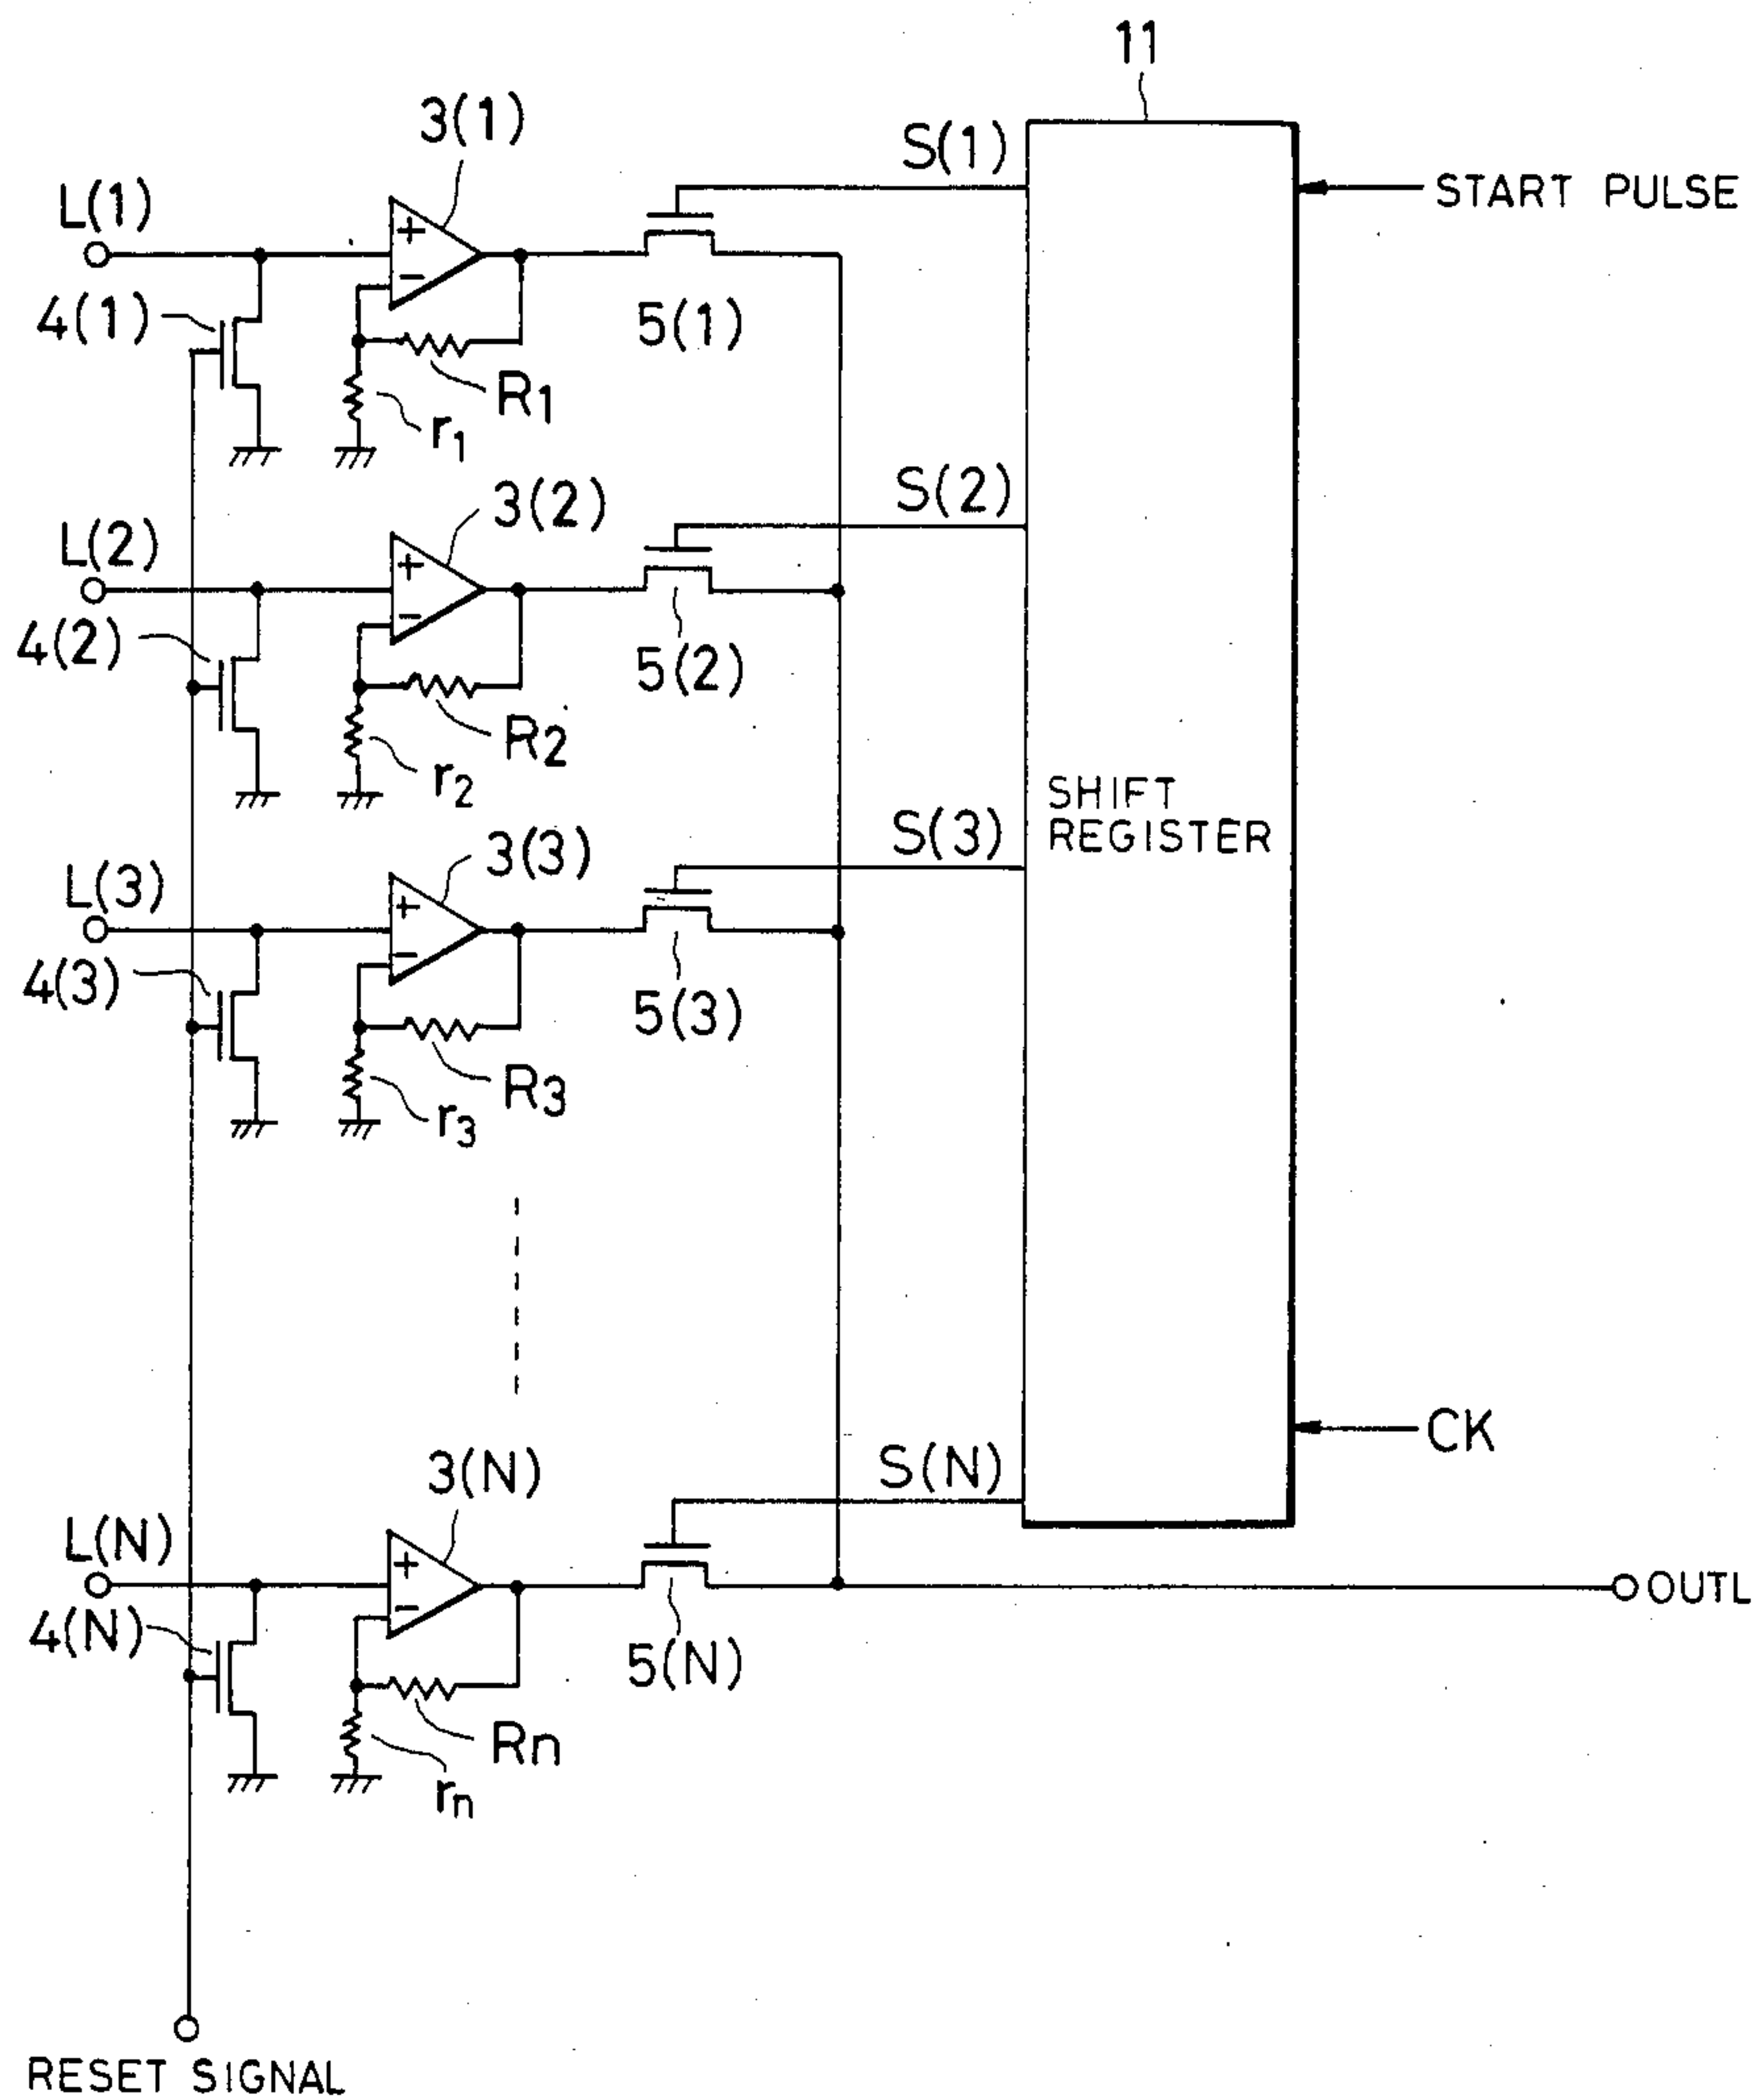 11
3(1)
S(1)
START PULSE
L(1)
+
−
4(1)
5(1)
R1
r1
S(2)
3(2)
L(2)
+
−
4(2)
5(2)
R2
r2
SHIFT
REGISTER
S(3)
3(3)
L(3)
+
−
4(3)
5(3)
R3
r3
CK
S(N)
3(N)
L(N)
+
−
OUTL
4(N)
5(N)
Rn
rn
RESET SIGNAL